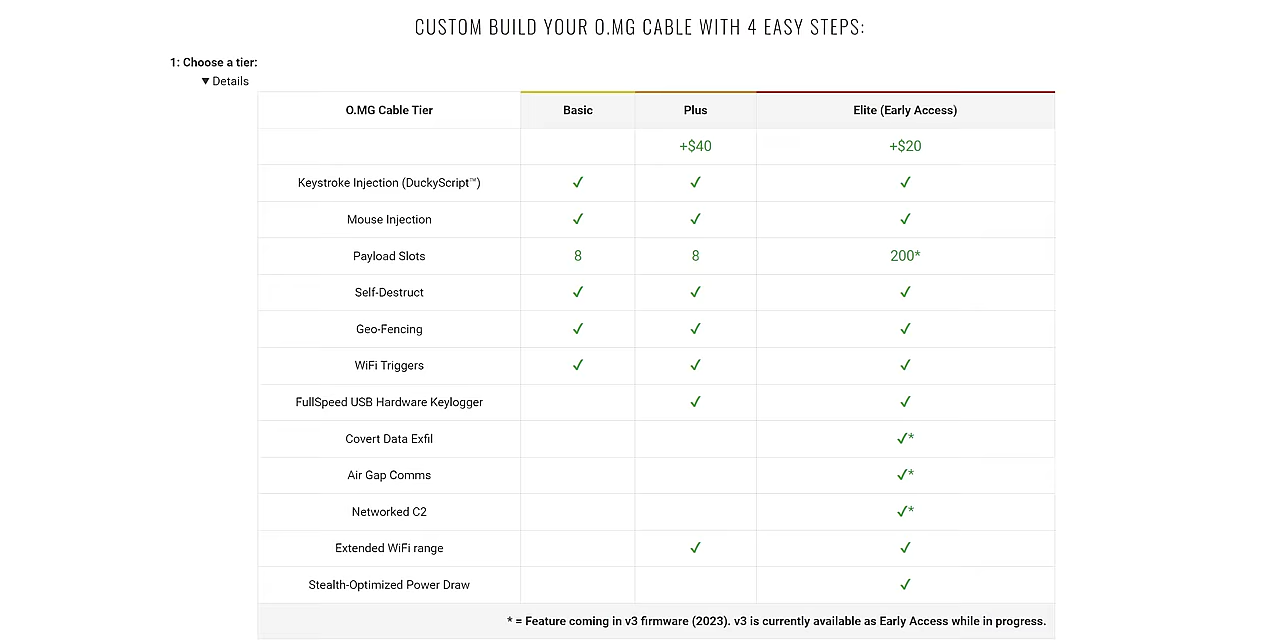 CUSTOM BUILD YOUR O.MG CABLE WITH 4 EASY STEPS:
1: Choose a tier:
▼ Details
O.MG Cable Tier Basic Plus Elite (Early Access)
+$40 +$20
Keystroke Injection (DuckyScript™) ✓ ✓ ✓
Mouse Injection ✓ ✓ ✓
Payload Slots 8 8 200*
Self-Destruct ✓ ✓ ✓
Geo-Fencing ✓ ✓ ✓
WiFi Triggers ✓ ✓ ✓
FullSpeed USB Hardware Keylogger ✓ ✓
Covert Data Exfil ✓*
Air Gap Comms ✓*
Networked C2 ✓*
Extended WiFi range ✓ ✓
Stealth-Optimized Power Draw ✓
* = Feature coming in v3 firmware (2023). v3 is currently available as Early Access while in progress.